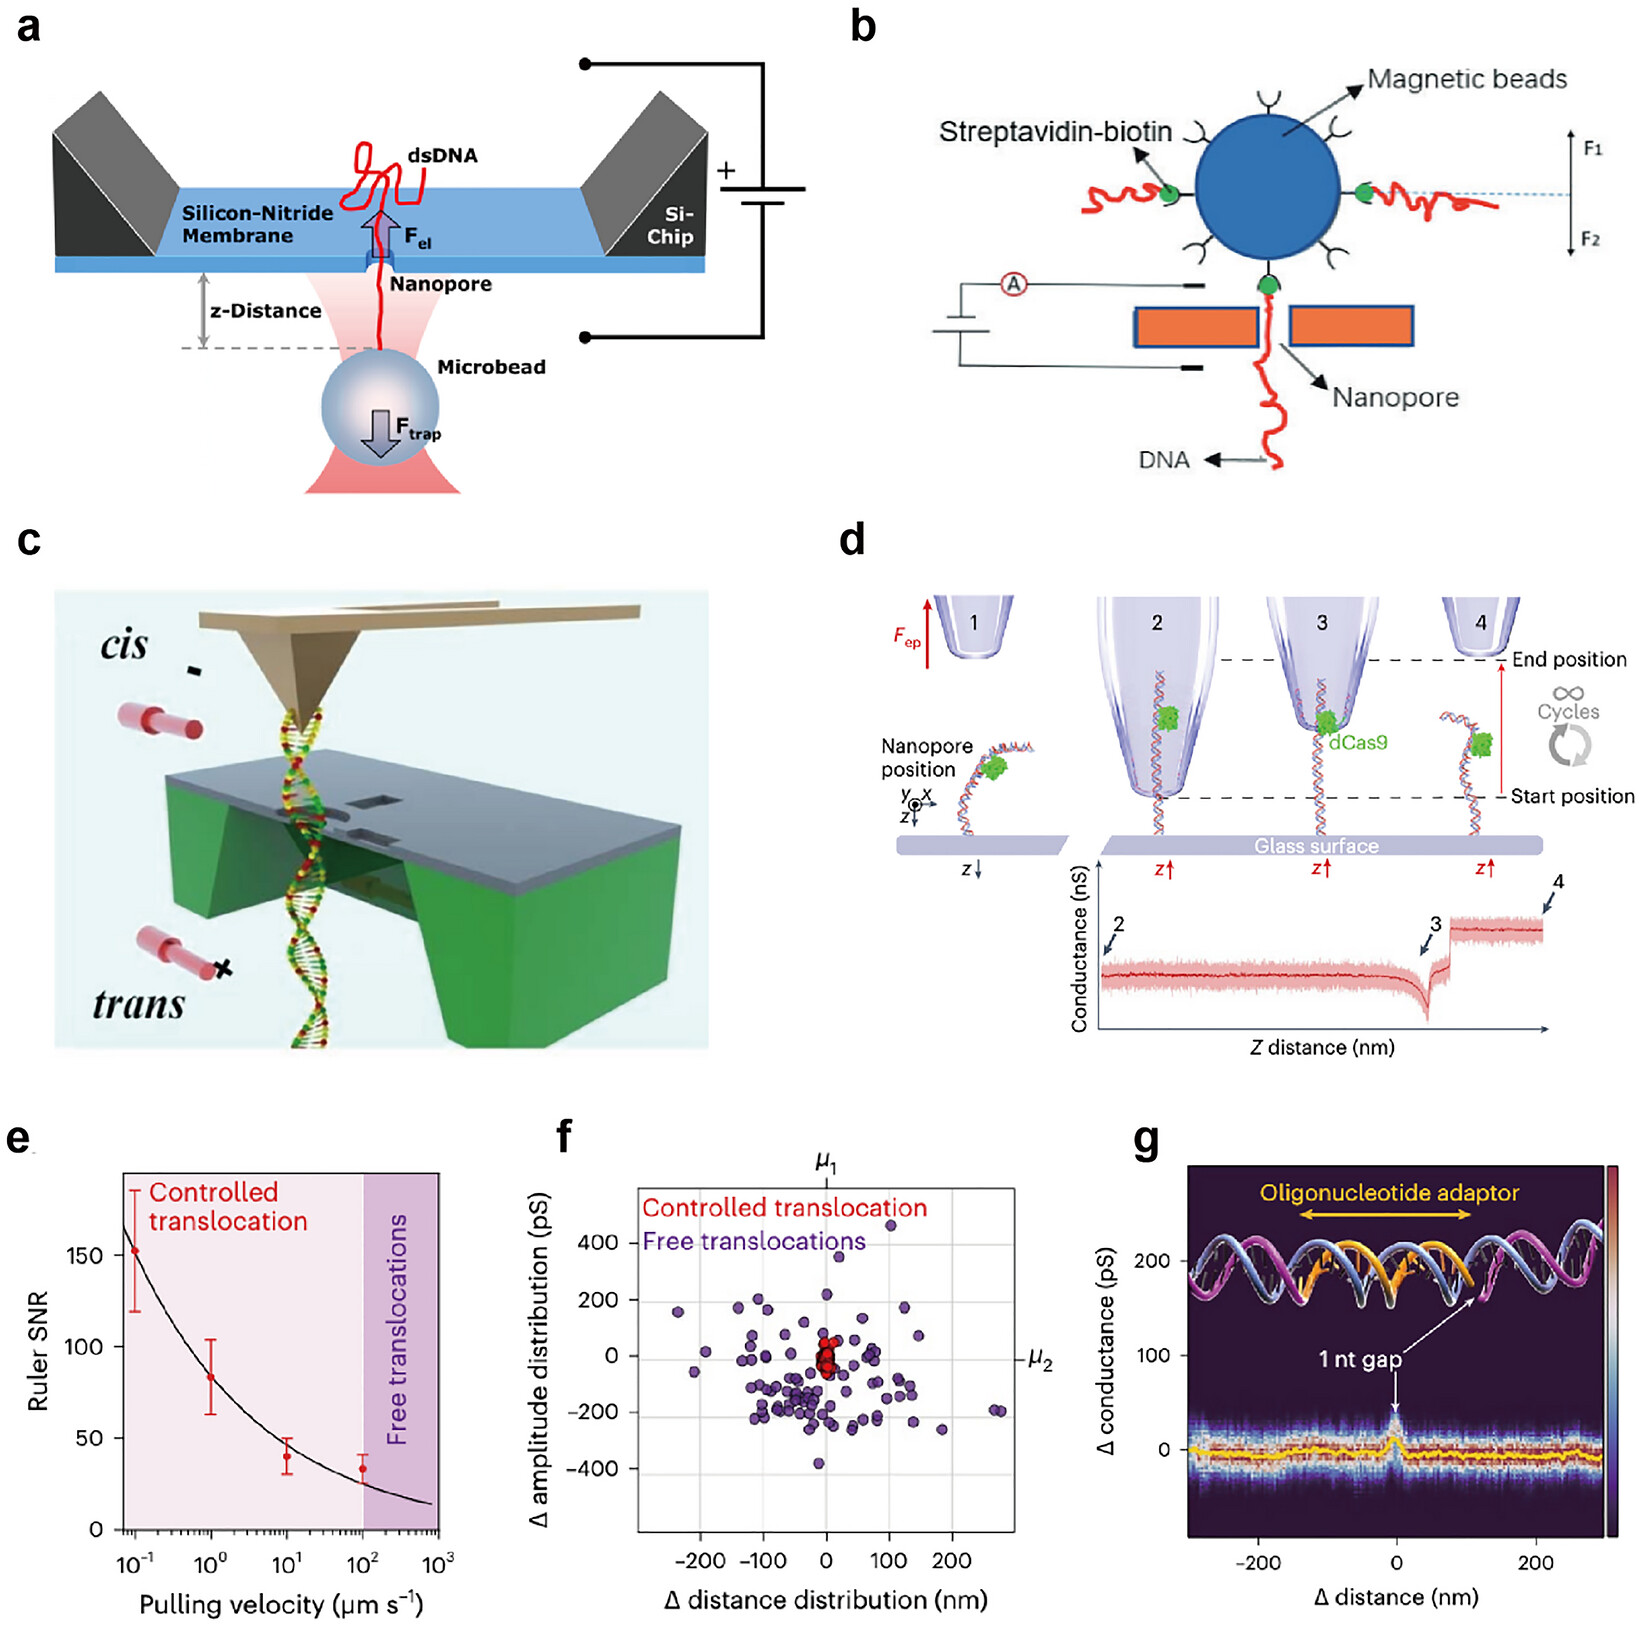 a
dsDNA
+
Silicon-Nitride
Membrane
F_el
Si-
Chip
Nanopore
z-Distance
Microbead
F_trap
b
Magnetic beads
Streptavidin-biotin
F1
F2
A
Nanopore
DNA
c
cis
-
+
trans
d
1
2
3
4
F_ep
End position
∞
Cycles
dCas9
Nanopore
position
y
x
z
Start position
Glass surface
z↓
z↑
z↑
z↑
Conductance (nS)
2
3
4
Z distance (nm)
e
Controlled
translocation
Free translocations
Ruler SNR
150
100
50
0
10⁻¹
10⁰
10¹
10²
10³
Pulling velocity (µm s⁻¹)
f
μ₁
Controlled translocation
Free translocations
Δ amplitude distribution (pS)
400
200
0
−200
−400
μ₂
−200
−100
0
100
200
Δ distance distribution (nm)
g
Oligonucleotide adaptor
1 nt gap
Δ conductance (pS)
200
100
0
−200
0
200
Δ distance (nm)